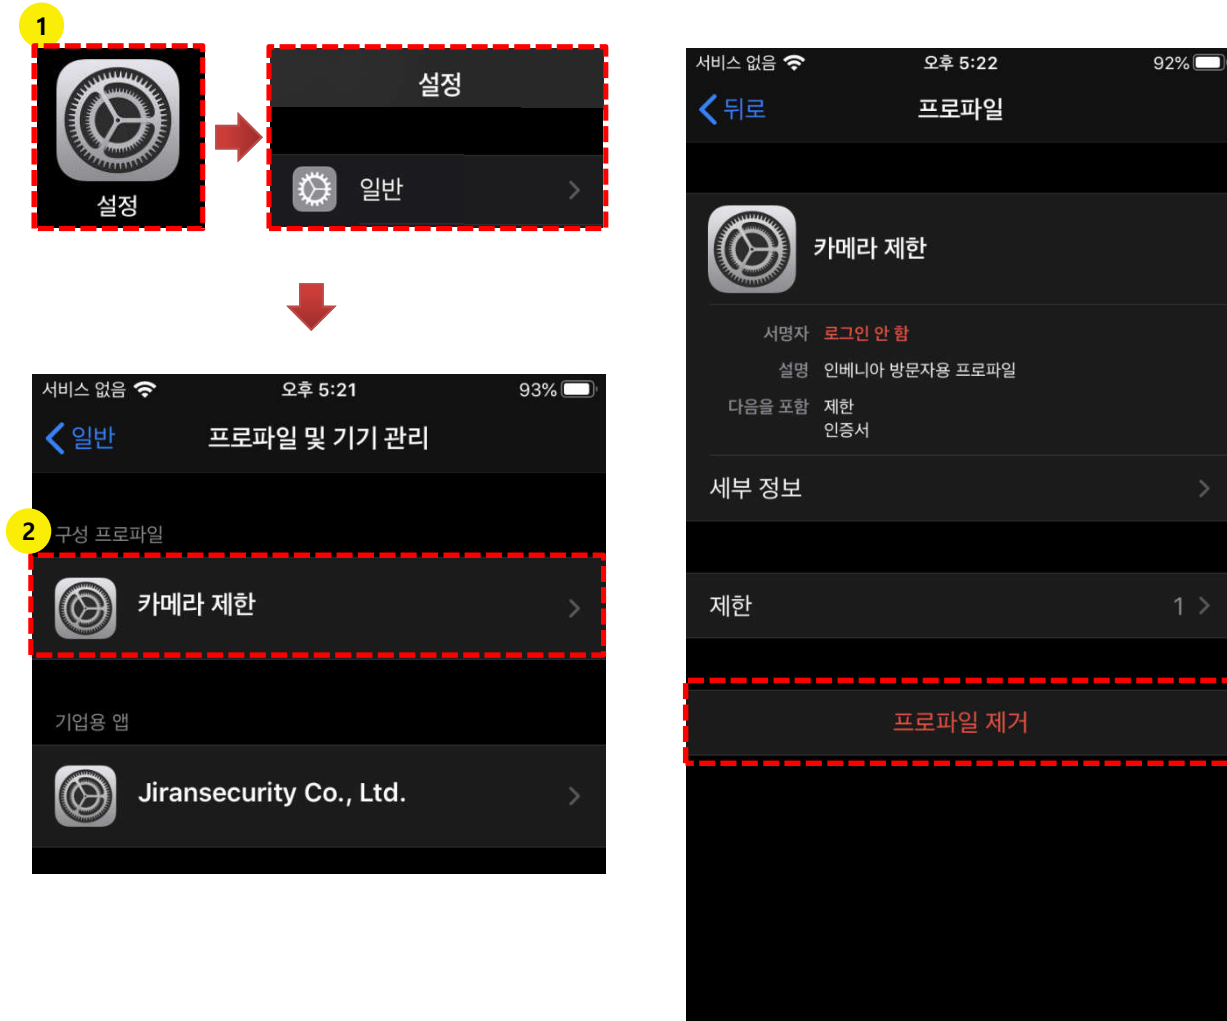 1
설정
설정
일반
서비스 없음 오후 5:21 93%
일반 프로파일 및 기기 관리
2
구성 프로파일
카메라 제한
기업용 앱
Jiransecurity Co., Ltd.
서비스 없음 오후 5:22 92%
뒤로 프로파일
카메라 제한
서명자 로그인 안 함
설명 인베니아 방문자용 프로파일
다음을 포함 제한
인증서
세부 정보
제한 1
프로파일 제거